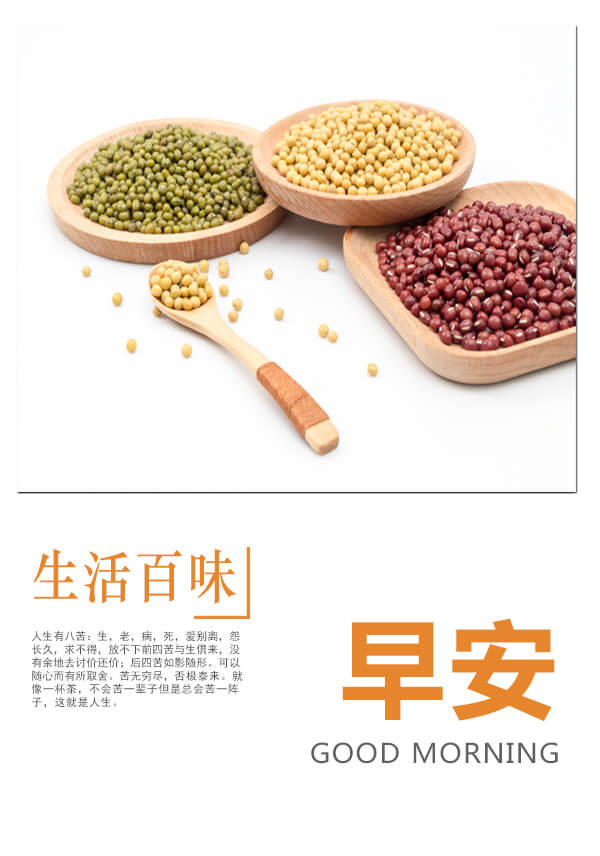 生活百味
人生有八苦：生，老，病，死，爱别离，怨
长久，求不得，放不下前四苦与生俱来，没
有余地去讨价还价；后四苦如影随形，可以
随心而有所取舍。苦无穷尽，否极泰来。就
像一杯茶，不会苦一辈子但是总会苦一阵
子，这就是人生。
早安
GOOD MORNING